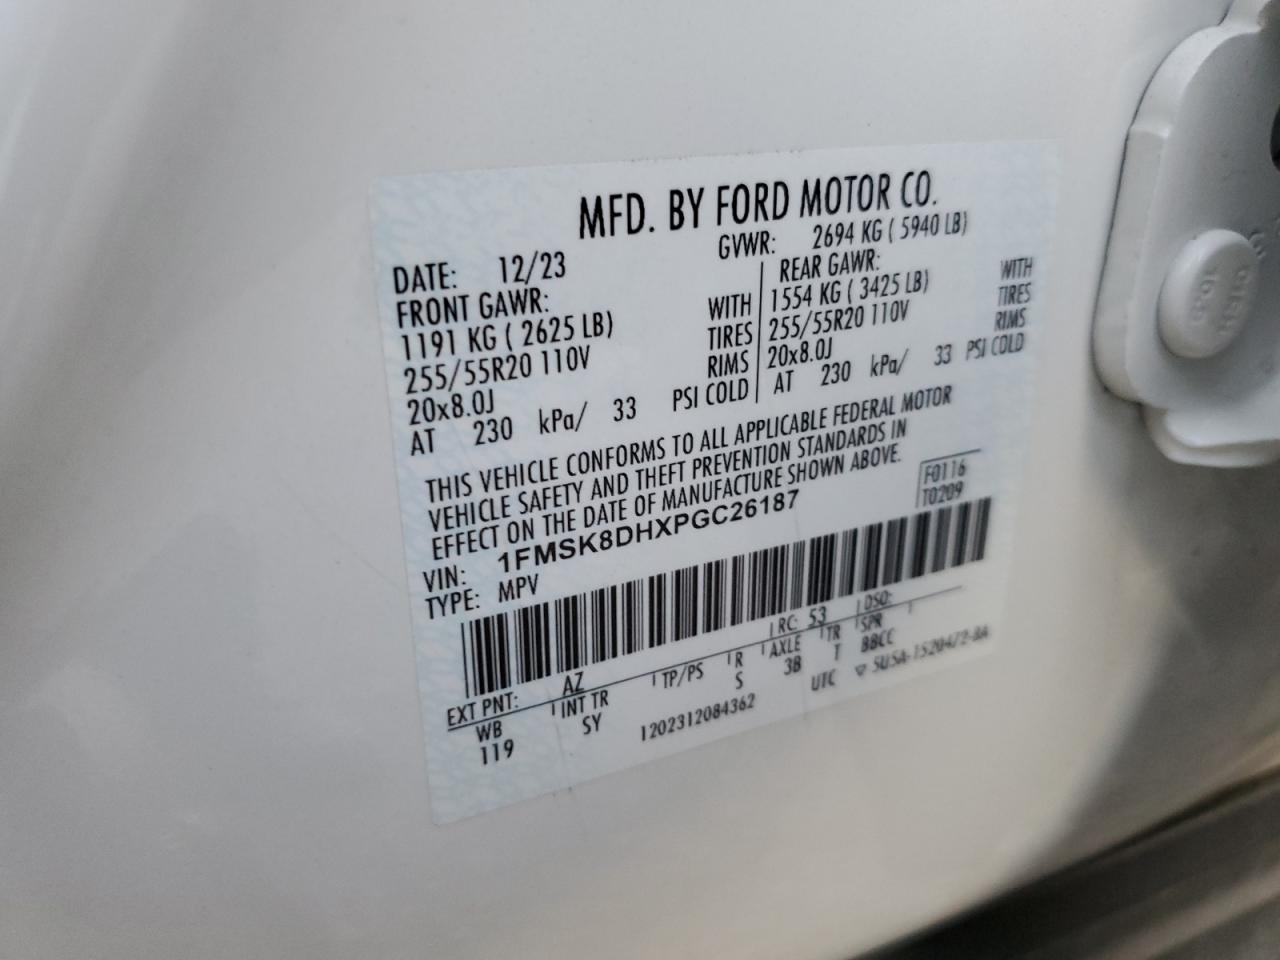 MFD. BY FORD MOTOR CO.
DATE: 12/23 GVWR: 2694 KG ( 5940 LB)
FRONT GAWR: REAR GAWR:
1191 KG ( 2625 LB) WITH 1554 KG ( 3425 LB) WITH
255/55R20 110V TIRES 255/55R20 110V TIRES
20x8.0J RIMS 20x8.0J RIMS
AT 230 kPa/ 33 PSI COLD AT 230 kPa/ 33 PSI COLD
THIS VEHICLE CONFORMS TO ALL APPLICABLE FEDERAL MOTOR
VEHICLE SAFETY AND THEFT PREVENTION STANDARDS IN
EFFECT ON THE DATE OF MANUFACTURE SHOWN ABOVE.
F0116
T0209
VIN: 1FMSK8DHXPGC26187
TYPE: MPV
EXT PNT: AZ RC: 53 DSO:
WB INT TR TP/PS R AXLE TR SPR
119 SY S 3B T BBCC
1202312084362 UTC SU5A-1520472-BA